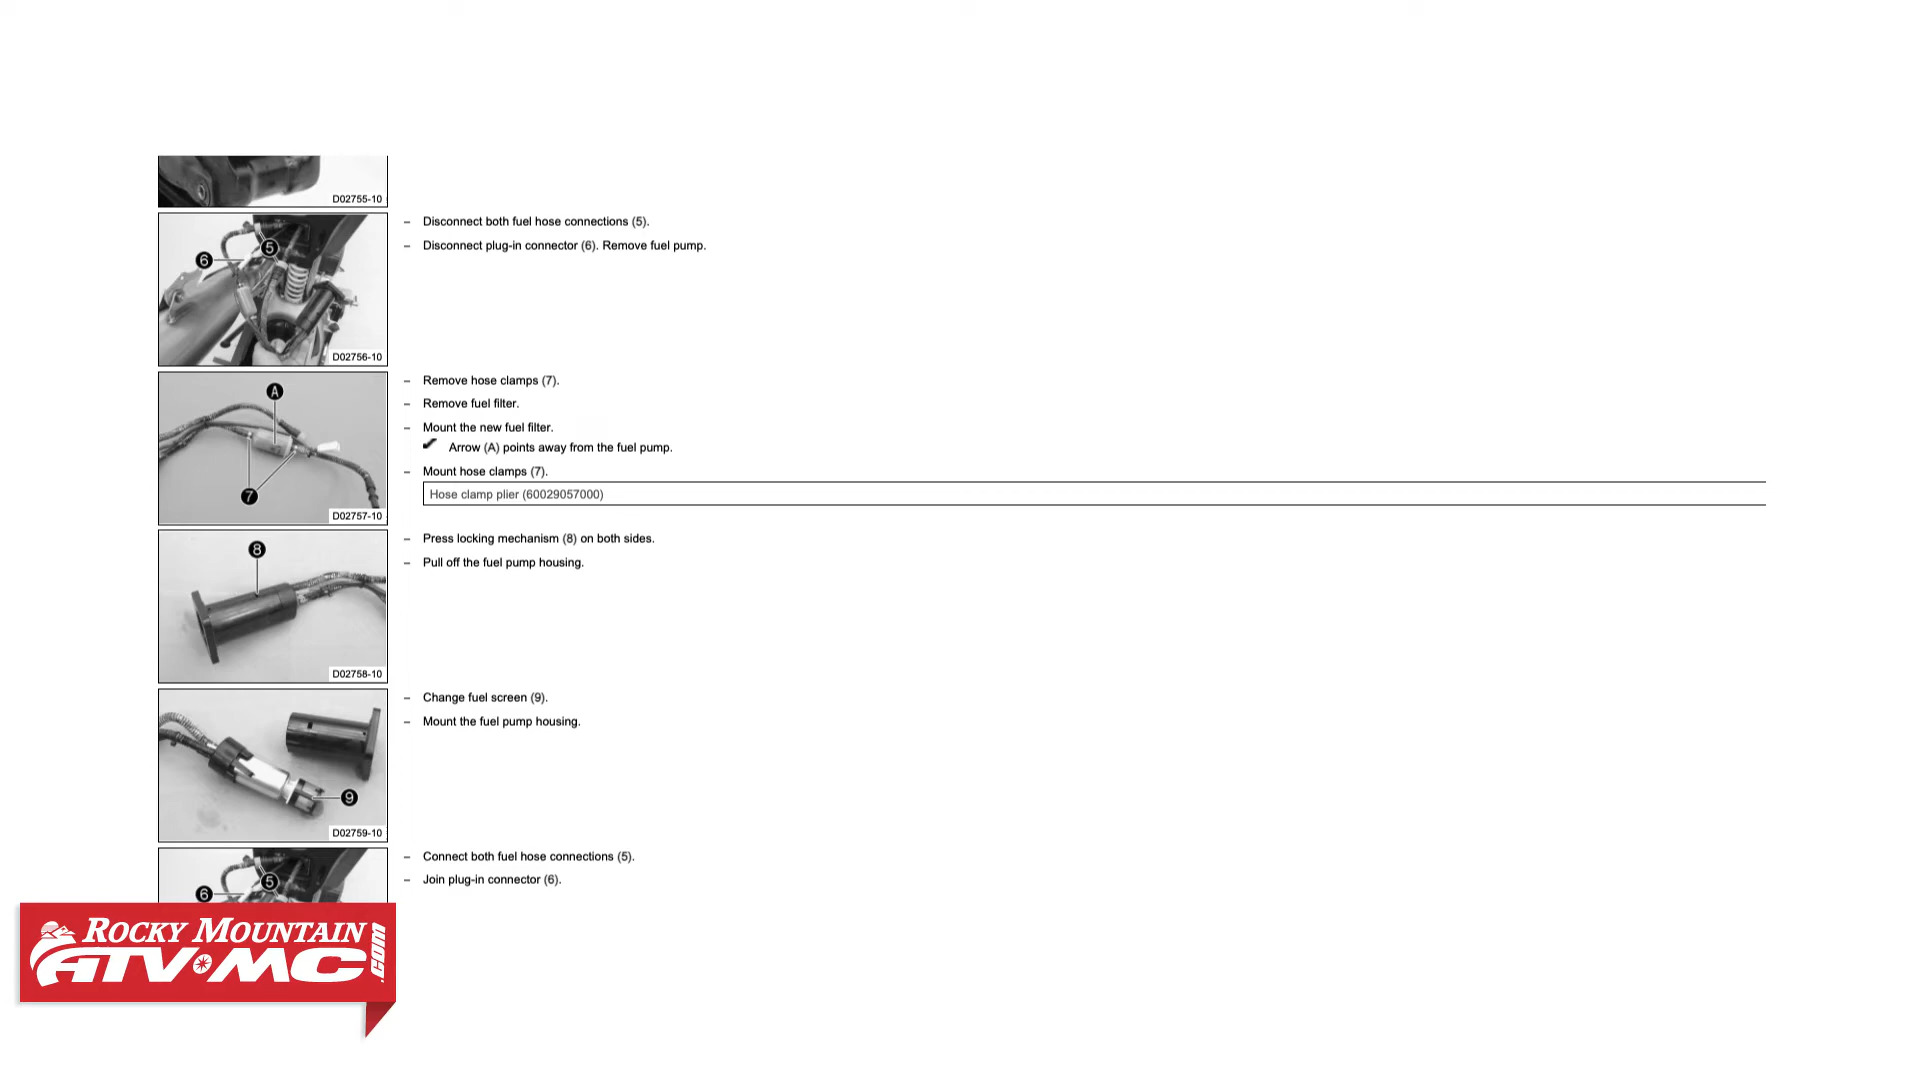 D02755-10
– Disconnect both fuel hose connections (5).
– Disconnect plug-in connector (6). Remove fuel pump.
6
5
D02756-10
– Remove hose clamps (7).
– Remove fuel filter.
– Mount the new fuel filter.
Arrow (A) points away from the fuel pump.
– Mount hose clamps (7).
Hose clamp plier (60029057000)
A
7
D02757-10
– Press locking mechanism (8) on both sides.
– Pull off the fuel pump housing.
8
D02758-10
– Change fuel screen (9).
– Mount the fuel pump housing.
9
D02759-10
– Connect both fuel hose connections (5).
– Join plug-in connector (6).
5
6
ROCKY MOUNTAIN
ATV MC .COM